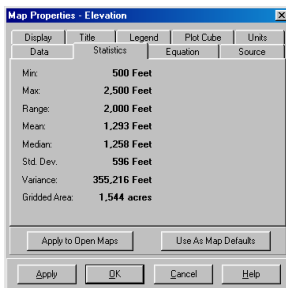 Map Properties - Elevation
Display Title Legend Plot Cube Units
Data Statistics Equation Source
Min: 500 Feet
Max: 2,500 Feet
Range: 2,000 Feet
Mean: 1,293 Feet
Median: 1,258 Feet
Std. Dev. 596 Feet
Variance: 355,216 Feet
Gridded Area: 1,544 acres
Apply to Open Maps Use As Map Defaults
Apply OK Cancel Help